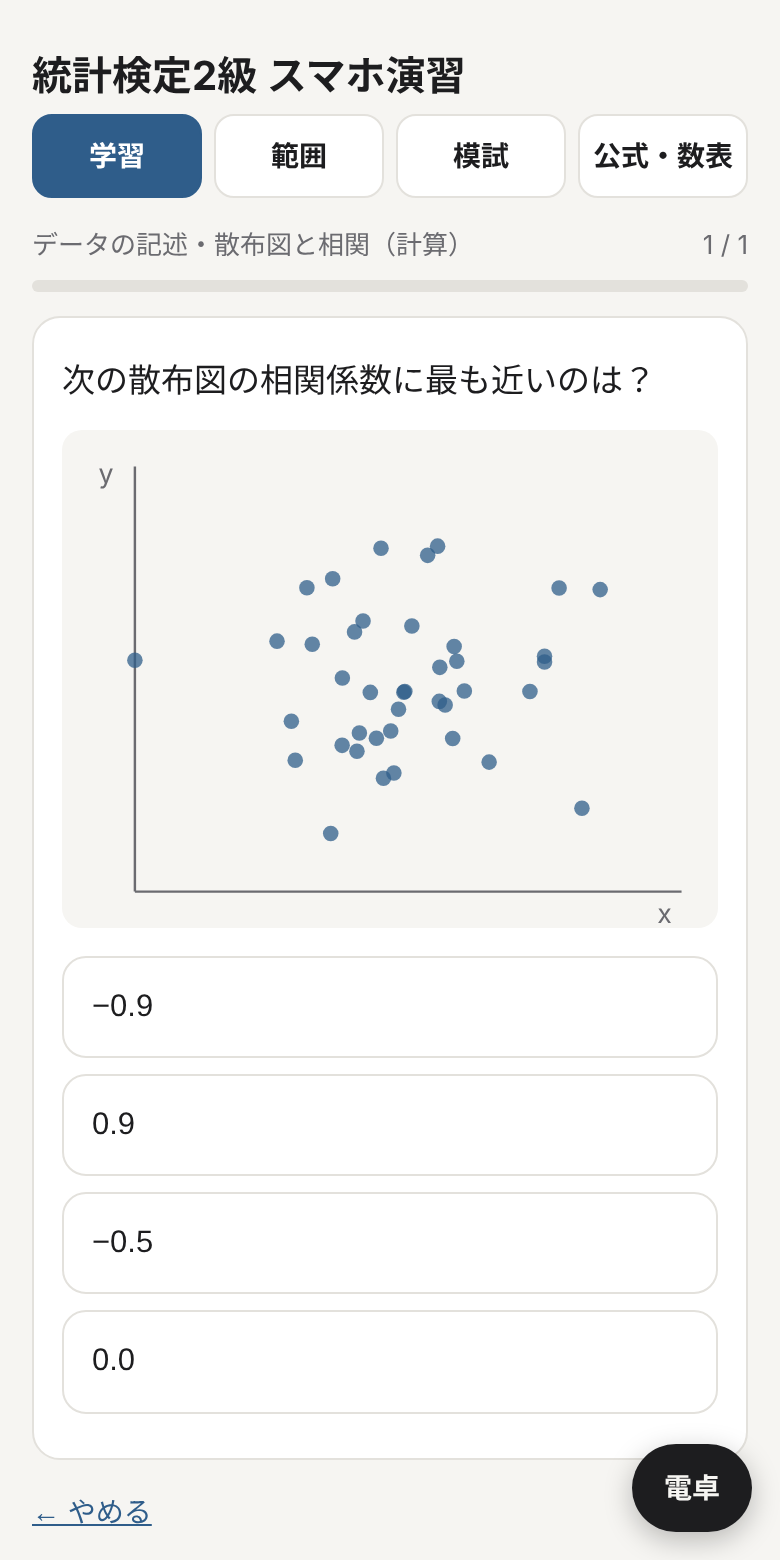 統計検定2級 スマホ演習
学習 範囲 模試 公式・数表
データの記述・散布図と相関（計算） 1 / 1
次の散布図の相関係数に最も近いのは？
y
x
−0.9
0.9
−0.5
0.0
電卓
← やめる